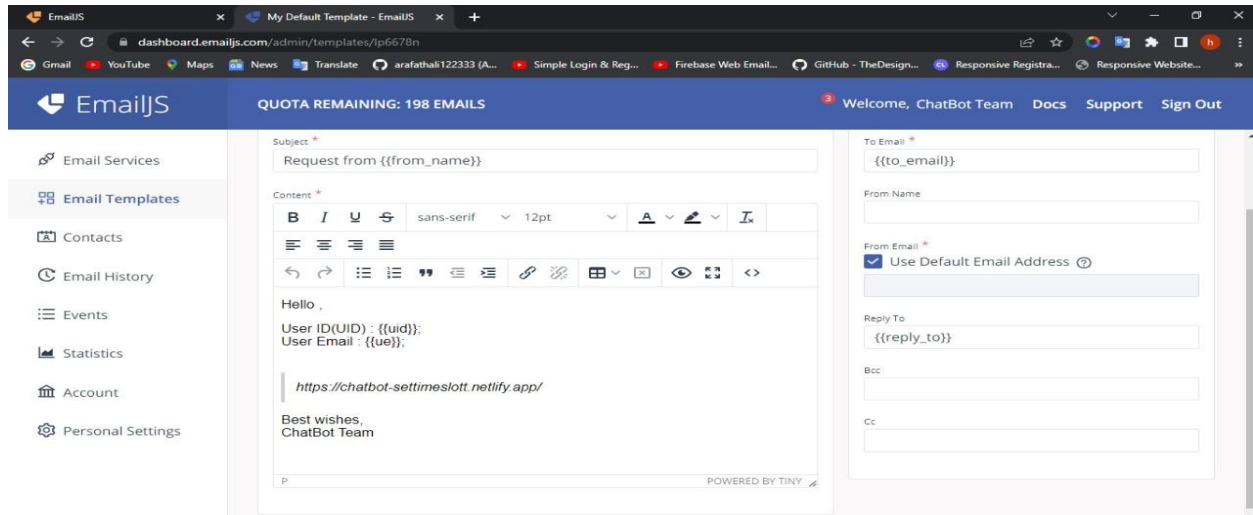 EmailJS × My Default Template - EmailJS × +
dashboard.emailjs.com/admin/templates/lp6678n h
Gmail YouTube Maps News Translate arafathali122333 (A... Simple Login & Reg... Firebase Web Email... GitHub - TheDesign... Responsive Registra... Responsive Website... »
EmailJS QUOTA REMAINING: 198 EMAILS 3 Welcome, ChatBot Team Docs Support Sign Out
Email Services
Email Templates
Contacts
Email History
Events
Statistics
Account
Personal Settings
Subject *
Request from {{from_name}}
Content *
B I U S sans-serif 12pt A Tx
Hello ,
User ID(UID) : {{uid}};
User Email : {{ue}};
https://chatbot-settimeslott.netlify.app/
Best wishes,
ChatBot Team
P POWERED BY TINY
To Email *
{{to_email}}
From Name
From Email *
Use Default Email Address ?
Reply To
{{reply_to}}
Bcc
Cc